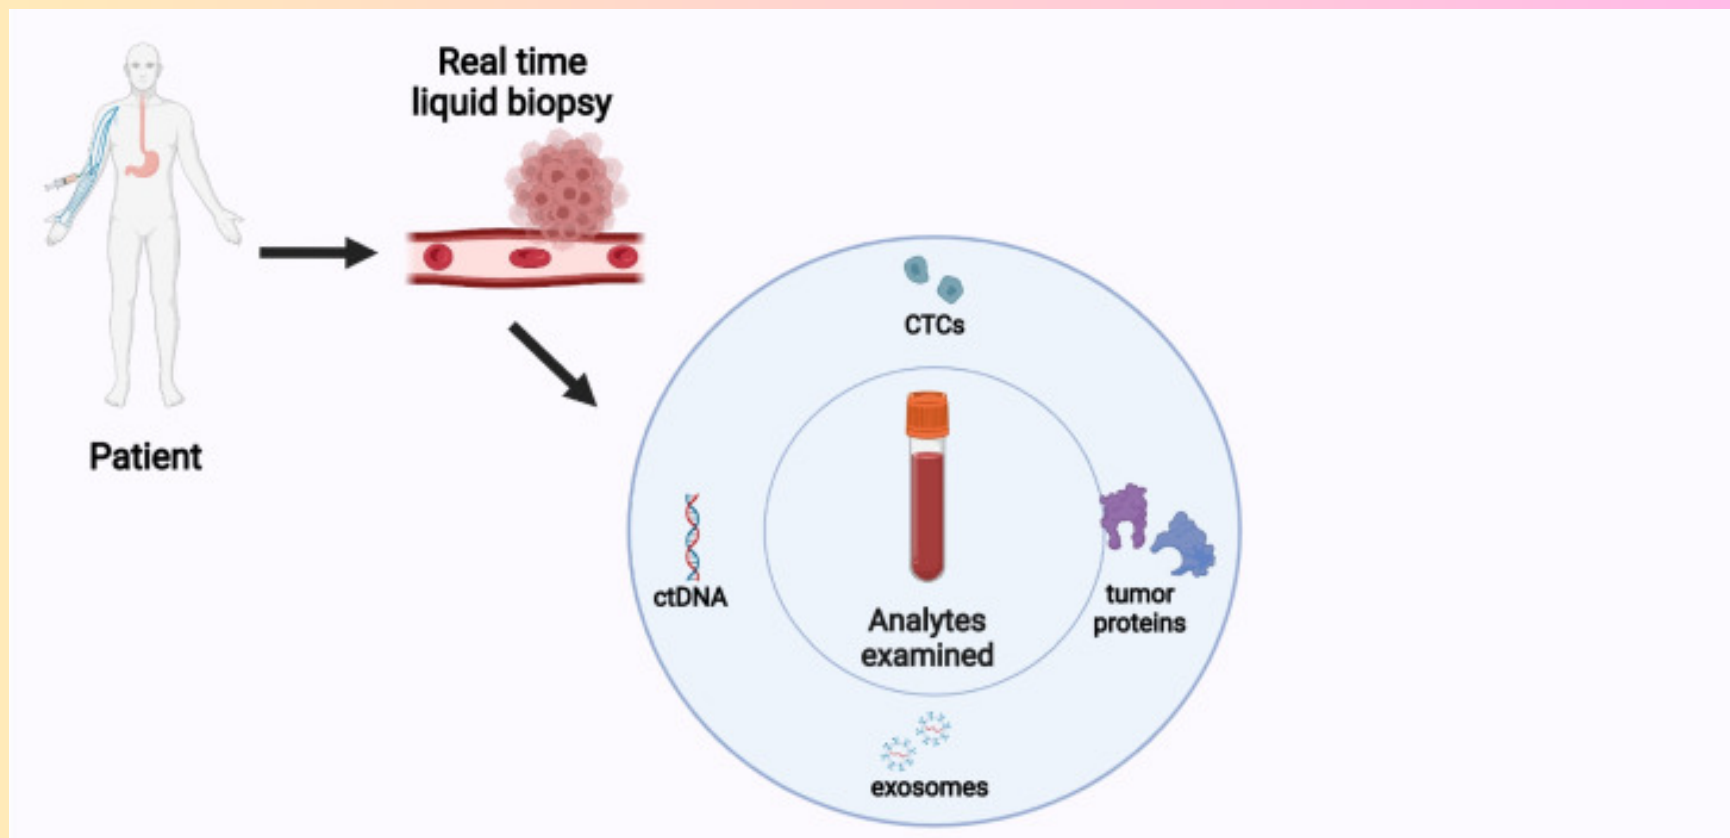 Real time
liquid biopsy
Patient
CTCs
ctDNA
tumor
proteins
Analytes
examined
exosomes